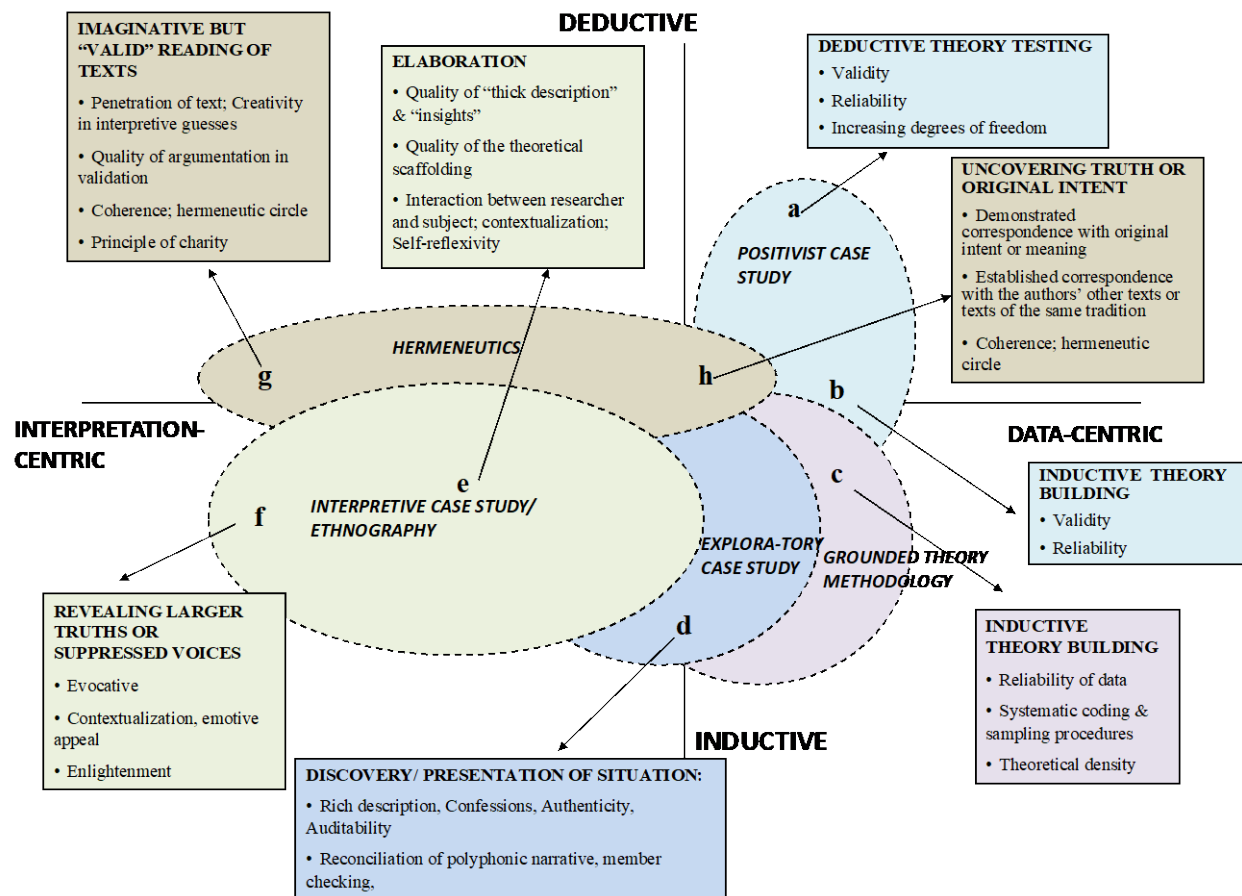 DEDUCTIVE
IMAGINATIVE BUT
“VALID” READING OF
TEXTS
• Penetration of text; Creativity
in interpretive guesses
• Quality of argumentation in
validation
• Coherence; hermeneutic circle
• Principle of charity
ELABORATION
• Quality of “thick description”
& “insights”
• Quality of the theoretical
scaffolding
• Interaction between researcher
and subject; contextualization;
Self-reflexivity
DEDUCTIVE THEORY TESTING
• Validity
• Reliability
• Increasing degrees of freedom
UNCOVERING TRUTH OR
ORIGINAL INTENT
• Demonstrated
correspondence with original
intent or meaning
• Established correspondence
with the authors’ other texts or
texts of the same tradition
• Coherence; hermeneutic
circle
a
POSITIVIST CASE
STUDY
HERMENEUTICS
g
h
b
INTERPRETATION-
CENTRIC
DATA-CENTRIC
c
e
INTERPRETIVE CASE STUDY/
ETHNOGRAPHY
f
EXPLORA-TORY
CASE STUDY
GROUNDED THEORY
METHODOLOGY
d
INDUCTIVE THEORY
BUILDING
• Validity
• Reliability
REVEALING LARGER
TRUTHS OR
SUPPRESSED VOICES
• Evocative
• Contextualization, emotive
appeal
• Enlightenment
INDUCTIVE
THEORY BUILDING
• Reliability of data
• Systematic coding &
sampling procedures
• Theoretical density
INDUCTIVE
DISCOVERY/ PRESENTATION OF SITUATION:
• Rich description, Confessions, Authenticity,
Auditability
• Reconciliation of polyphonic narrative, member
checking,